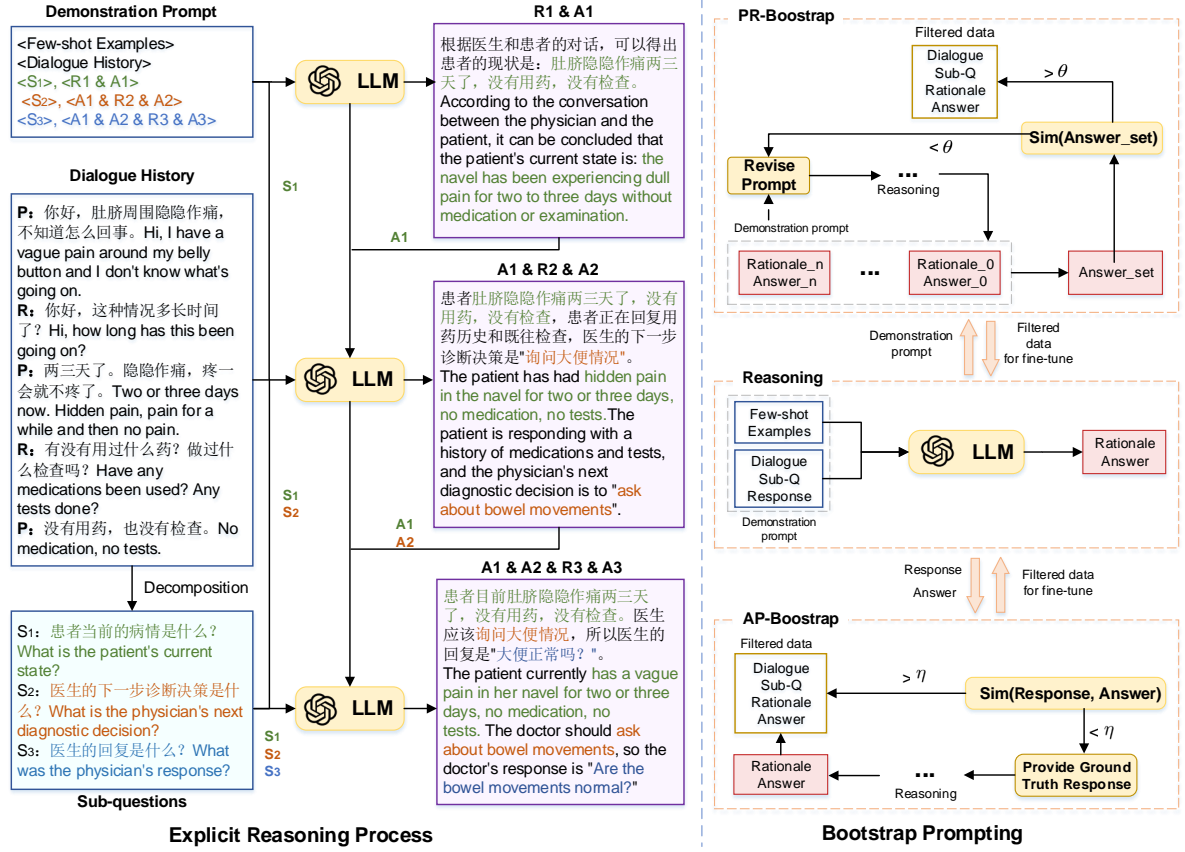 Demonstration Prompt
<Few-shot Examples>
<Dialogue History>
<S1>, <R1 & A1>
<S2>, <A1 & R2 & A2>
<S3>, <A1 & A2 & R3 & A3>
Dialogue History
P：你好，肚脐周围隐隐作痛，
不知道怎么回事。Hi, I have a
vague pain around my belly
button and I don't know what's
going on.
R：你好，这种情况多长时间
了？Hi, how long has this been
going on?
P：两三天了。隐隐作痛，疼一
会就不疼了。Two or three days
now. Hidden pain, pain for a
while and then no pain.
R：有没有用过什么药？做过什
么检查吗？Have any
medications been used? Any
tests done?
P：没有用药，也没有检查。No
medication, no tests.
Decomposition
S1：患者当前的病情是什么？
What is the patient's current
state?
S2：医生的下一步诊断决策是什
么？What is the physician's next
diagnostic decision?
S3：医生的回复是什么？What
was the physician's response?
Sub-questions
S1
S1
S2
S1
S2
S3
LLM
LLM
LLM
A1
A1
A2
R1 & A1
根据医生和患者的对话，可以得出
患者的现状是：肚脐隐隐作痛两三
天了，没有用药，没有检查。
According to the conversation
between the physician and the
patient, it can be concluded that
the patient's current state is: the
navel has been experiencing dull
pain for two to three days without
medication or examination.
A1 & R2 & A2
患者肚脐隐隐作痛两三天了，没有
用药，没有检查，患者正在回复用
药历史和既往检查，医生的下一步
诊断决策是"询问大便情况"。
The patient has had hidden pain
in the navel for two or three days,
no medication, no tests.The
patient is responding with a
history of medications and tests,
and the physician's next
diagnostic decision is to "ask
about bowel movements".
A1 & A2 & R3 & A3
患者目前肚脐隐隐作痛两三天
了，没有用药，没有检查。医生
应该询问大便情况，所以医生的
回复是"大便正常吗？"。
The patient currently has a vague
pain in her navel for two or three
days, no medication, no
tests. The doctor should ask
about bowel movements, so the
doctor's response is "Are the
bowel movements normal?"
Explicit Reasoning Process
PR-Boostrap
Filtered data
Dialogue
Sub-Q
Rationale
Answer
> θ
Sim(Answer_set)
< θ
Revise
Prompt
...
Reasoning
Demonstration prompt
Rationale_n
Answer_n
...
Rationale_0
Answer_0
Answer_set
Demonstration
prompt
Filtered
data
for fine-tune
Reasoning
Few-shot
Examples
Dialogue
Sub-Q
Response
Demonstration
prompt
LLM
Rationale
Answer
Response
Answer
Filtered data
for fine-tune
AP-Boostrap
Filtered data
Dialogue
Sub-Q
Rationale
Answer
> η
Sim(Response, Answer)
< η
Rationale
Answer
...
Reasoning
Provide Ground
Truth Response
Bootstrap Prompting